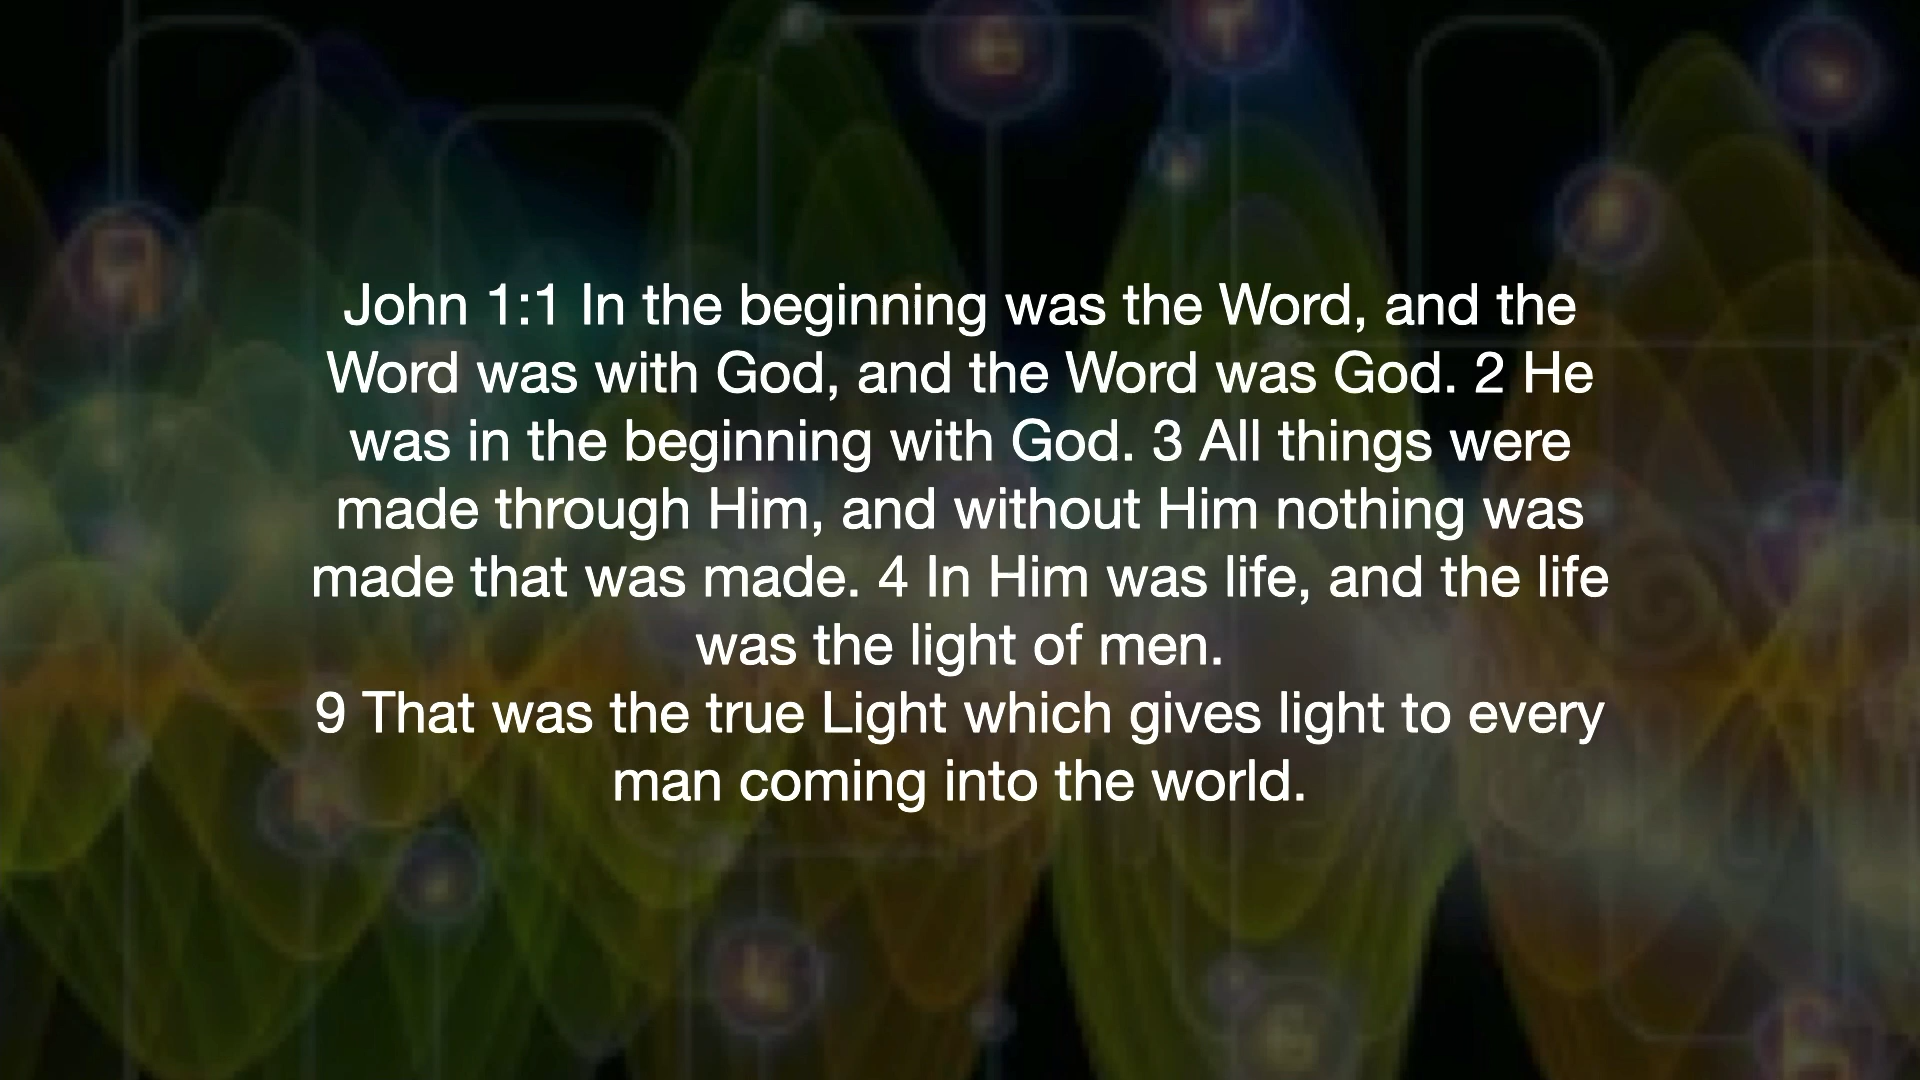 John 1:1 In the beginning was the Word, and the
Word was with God, and the Word was God. 2 He
was in the beginning with God. 3 All things were
made through Him, and without Him nothing was
made that was made. 4 In Him was life, and the life
was the light of men.
9 That was the true Light which gives light to every
man coming into the world.